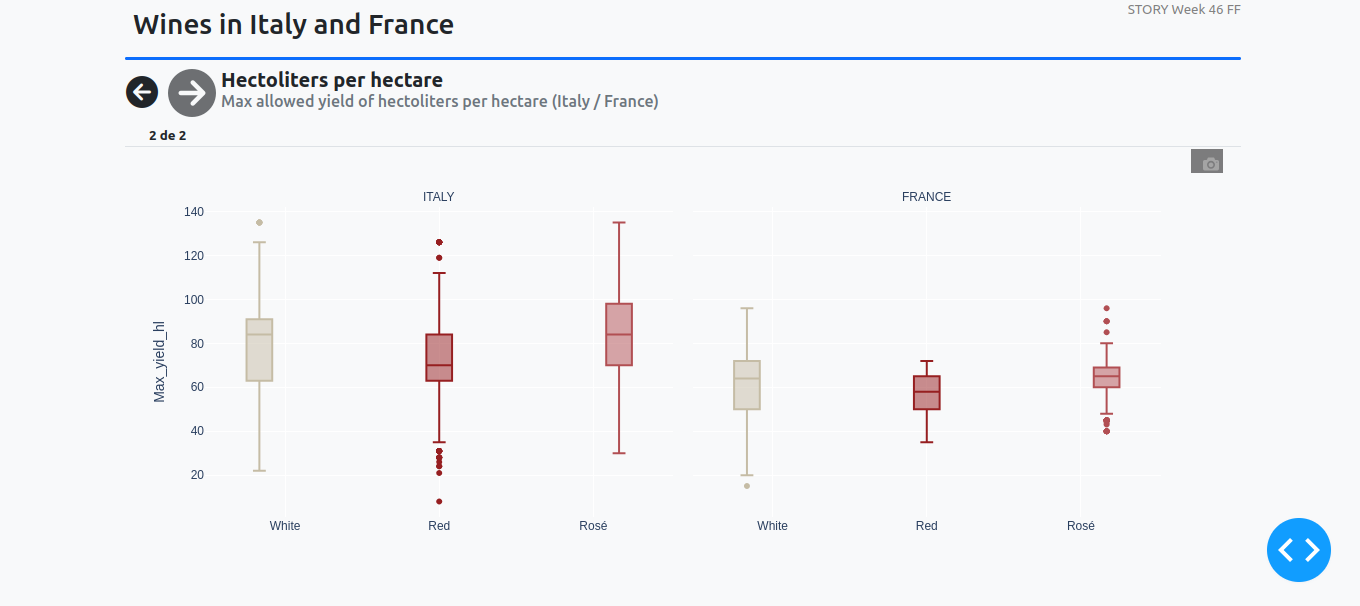 Wines in Italy and France
STORY Week 46 FF
Hectoliters per hectare
Max allowed yield of hectoliters per hectare (Italy / France)
2 de 2
ITALY
FRANCE
Max_yield_hl
140
120
100
80
60
40
20
White
Red
Rosé
White
Red
Rosé